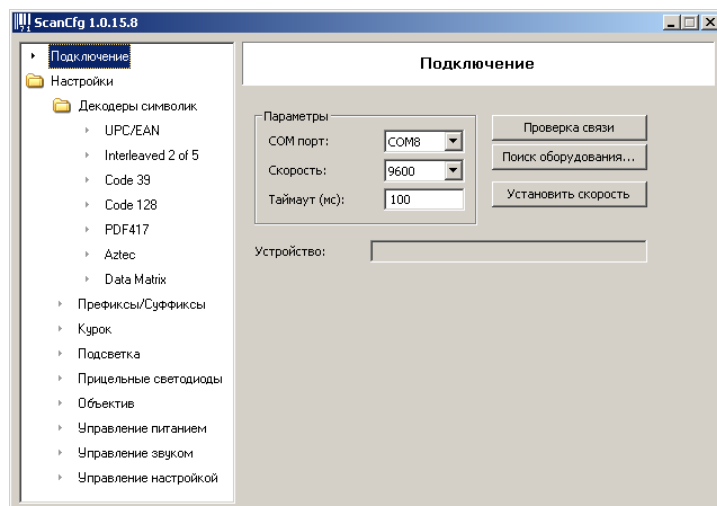 ScanCfg 1.0.15.8
Подключение
Настройки
Декодеры символик
UPC/EAN
Interleaved 2 of 5
Code 39
Code 128
PDF417
Aztec
Data Matrix
Префиксы/Суффиксы
Курок
Подсветка
Прицельные светодиоды
Объектив
Управление питанием
Управление звуком
Управление настройкой
Подключение
Параметры
COM порт: COM8
Скорость: 9600
Таймаут (мс): 100
Проверка связи
Поиск оборудования...
Установить скорость
Устройство: